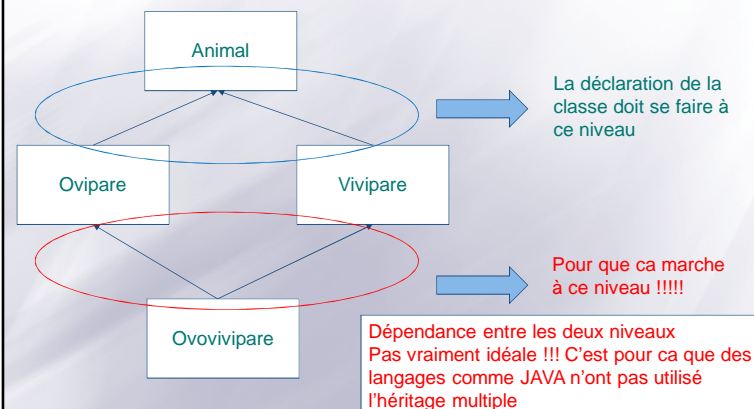 Animal
La déclaration de la
classe doit se faire à
ce niveau
Ovipare
Vivipare
Pour que ca marche
à ce niveau !!!!!
Ovovivipare
Dépendance entre les deux niveaux
Pas vraiment idéale !!! C'est pour ca que des
langages comme JAVA n'ont pas utilisé
l'héritage multiple